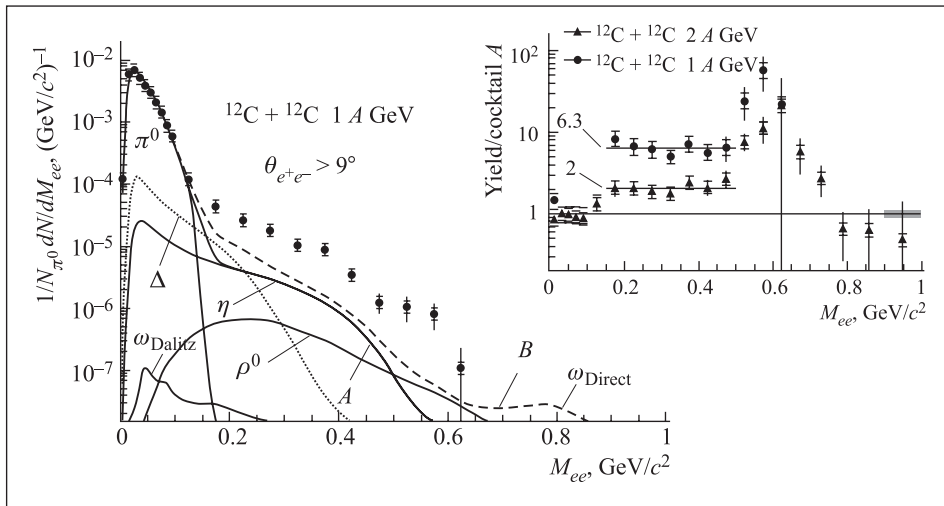 10⁻²
10⁻³
10⁻⁴
10⁻⁵
10⁻⁶
10⁻⁷
1/N_π⁰ dN/dM_ee, (GeV/c²)⁻¹
¹²C + ¹²C 1 A GeV
θ_e⁺e⁻ > 9°
π⁰
Δ
η
ω_Dalitz
ρ⁰
A
B
ω_Direct
0 0.2 0.4 0.6 0.8 1
M_ee, GeV/c²
¹²C + ¹²C 2 A GeV
¹²C + ¹²C 1 A GeV
Yield/cocktail A
10²
10
1
6.3
2
0 0.2 0.4 0.6 0.8 1
M_ee, GeV/c²